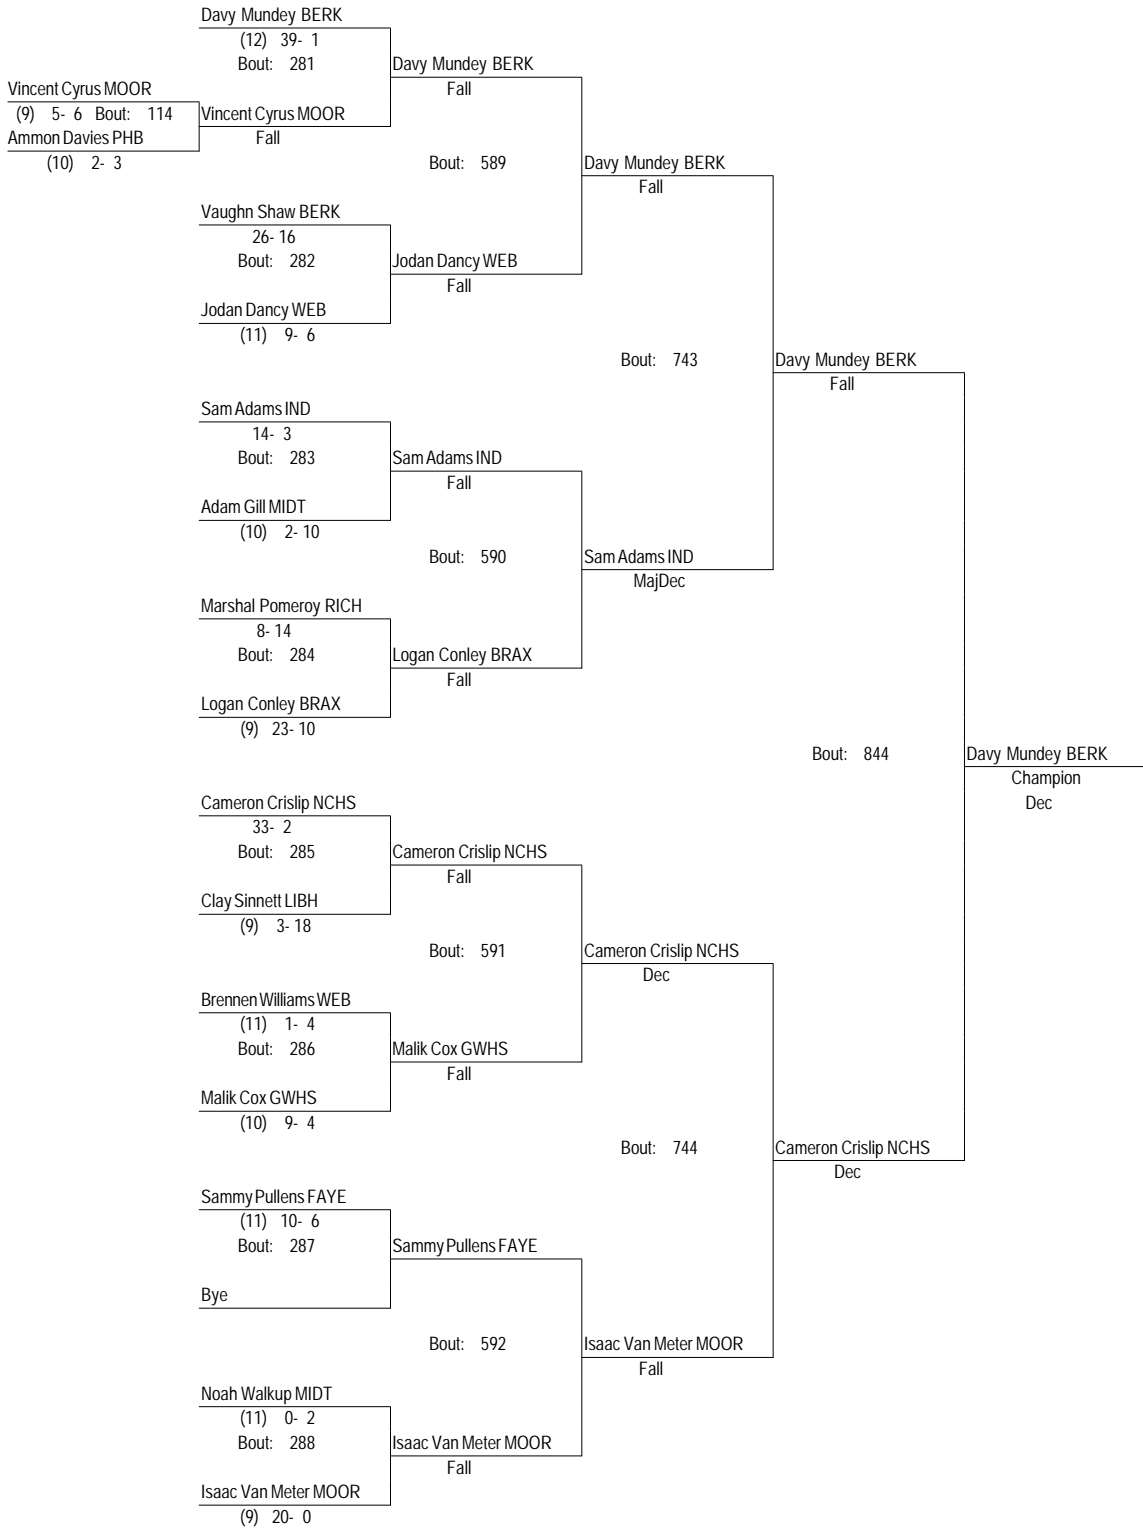 Davy Mundey BERK
(12) 39- 1
Bout: 281
Davy Mundey BERK
Fall
Vincent Cyrus MOOR
(9) 5- 6 Bout: 114
Vincent Cyrus MOOR
Fall
Ammon Davies PHB
(10) 2- 3
Bout: 589
Davy Mundey BERK
Fall
Vaughn Shaw BERK
26- 16
Bout: 282
Jodan Dancy WEB
Fall
Jodan Dancy WEB
(11) 9- 6
Bout: 743
Davy Mundey BERK
Fall
Sam Adams IND
14- 3
Bout: 283
Sam Adams IND
Fall
Adam Gill MIDT
(10) 2- 10
Bout: 590
Sam Adams IND
MajDec
Marshal Pomeroy RICH
8- 14
Bout: 284
Logan Conley BRAX
Fall
Logan Conley BRAX
(9) 23- 10
Bout: 844
Davy Mundey BERK
Champion
Dec
Cameron Crislip NCHS
33- 2
Bout: 285
Cameron Crislip NCHS
Fall
Clay Sinnett LIBH
(9) 3- 18
Bout: 591
Cameron Crislip NCHS
Dec
Brennen Williams WEB
(11) 1- 4
Bout: 286
Malik Cox GWHS
Fall
Malik Cox GWHS
(10) 9- 4
Bout: 744
Cameron Crislip NCHS
Dec
Sammy Pullens FAYE
(11) 10- 6
Bout: 287
Sammy Pullens FAYE
Bye
Bout: 592
Isaac Van Meter MOOR
Fall
Noah Walkup MIDT
(11) 0- 2
Bout: 288
Isaac Van Meter MOOR
Fall
Isaac Van Meter MOOR
(9) 20- 0